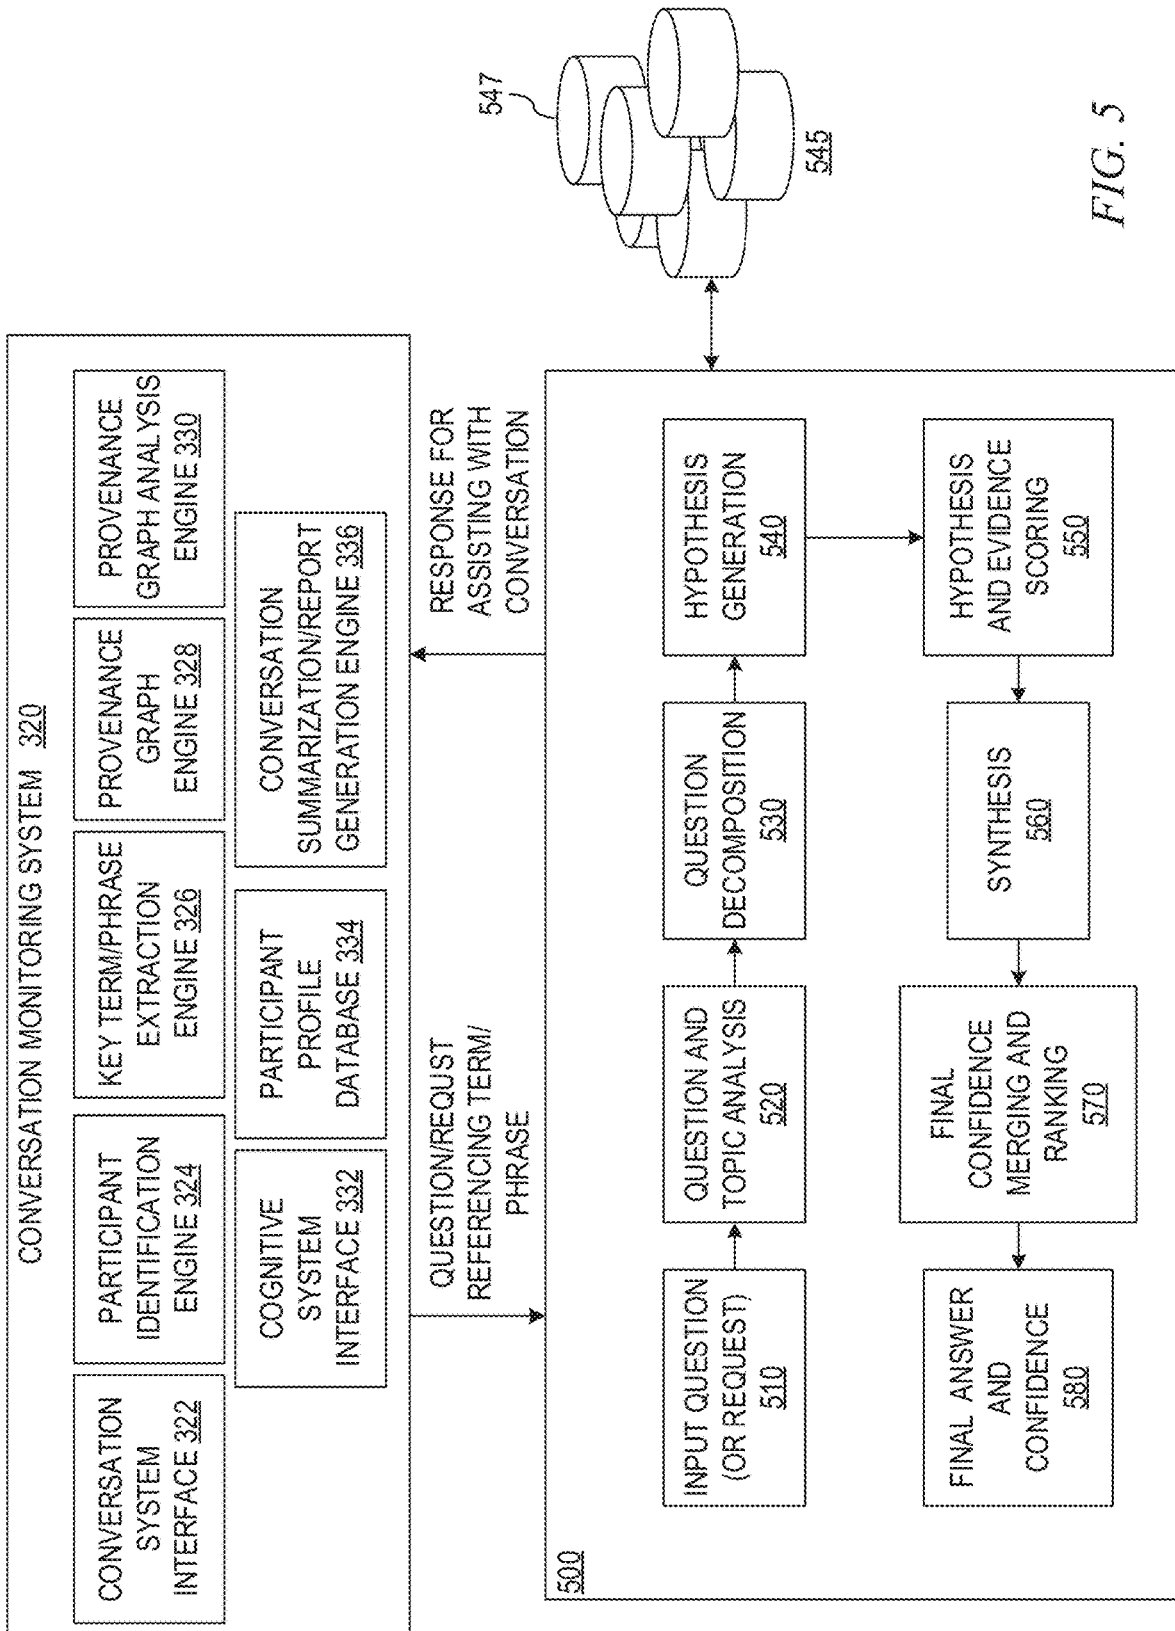 CONVERSATION MONITORING SYSTEM 320
CONVERSATION
SYSTEM
INTERFACE 322
PARTICIPANT
IDENTIFICATION
ENGINE 324
KEY TERM/PHRASE
EXTRACTION
ENGINE 326
PROVENANCE
GRAPH
ENGINE 328
PROVENANCE
GRAPH ANALYSIS
ENGINE 330
COGNITIVE
SYSTEM
INTERFACE 332
PARTICIPANT
PROFILE
DATABASE 334
CONVERSATION
SUMMARIZATION/REPORT
GENERATION ENGINE 336
QUESTION/REQUST
REFERENCING TERM/
PHRASE
RESPONSE FOR
ASSISTING WITH
CONVERSATION
500
INPUT QUESTION
(OR REQUEST)
510
QUESTION AND
TOPIC ANALYSIS
520
QUESTION
DECOMPOSITION
530
HYPOTHESIS
GENERATION
540
HYPOTHESIS
AND EVIDENCE
SCORING
550
SYNTHESIS
560
FINAL
CONFIDENCE
MERGING AND
RANKING
570
FINAL ANSWER
AND
CONFIDENCE
580
547
545
FIG. 5